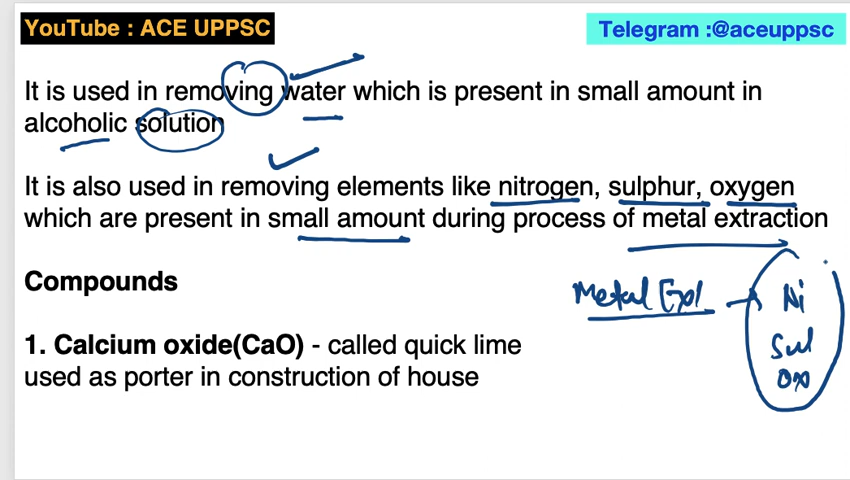 YouTube : ACE UPPSC
Telegram :@aceuppsc
It is used in removing water which is present in small amount in
alcoholic solution
It is also used in removing elements like nitrogen, sulphur, oxygen
which are present in small amount during process of metal extraction
Compounds
Metal Ext
Ni
1. Calcium oxide(CaO) - called quick lime
Sul
used as porter in construction of house
Ox